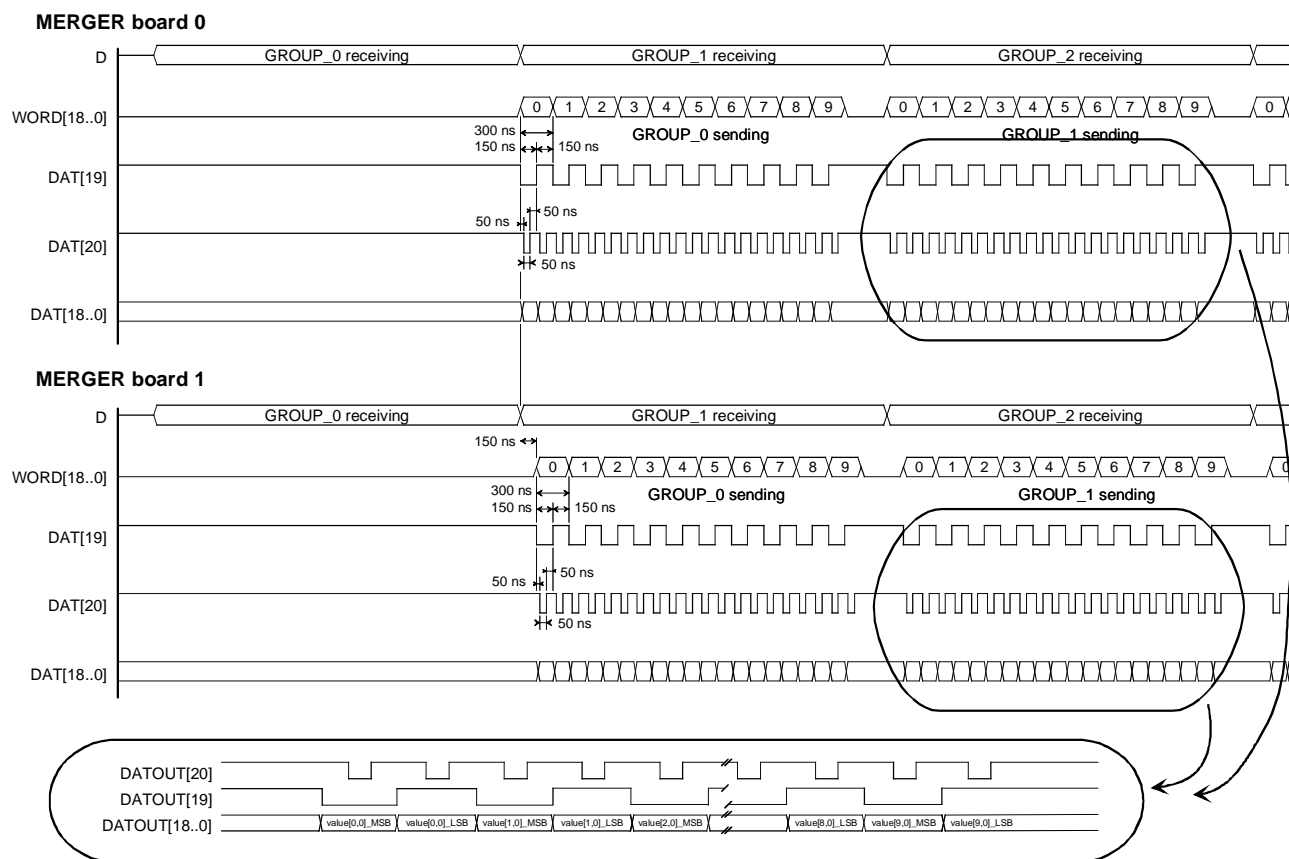 MERGER board 0
D GROUP_0 receiving GROUP_1 receiving GROUP_2 receiving
WORD[18..0] 0 1 2 3 4 5 6 7 8 9 0 1 2 3 4 5 6 7 8 9 0
300 ns GROUP_0 sending GROUP_1 sending
150 ns 150 ns
DAT[19]
50 ns
50 ns
DAT[20]
50 ns
DAT[18..0]
MERGER board 1
D GROUP_0 receiving GROUP_1 receiving GROUP_2 receiving
150 ns
WORD[18..0] 0 1 2 3 4 5 6 7 8 9 0 1 2 3 4 5 6 7 8 9 0
300 ns GROUP_0 sending GROUP_1 sending
150 ns 150 ns
DAT[19]
50 ns
50 ns
DAT[20]
50 ns
DAT[18..0]
DATOUT[20]
DATOUT[19]
DATOUT[18..0] value[0,0]_MSB value[0,0]_LSB value[1,0]_MSB value[1,0]_LSB value[2,0]_MSB value[8,0]_LSB value[9,0]_MSB value[9,0]_LSB